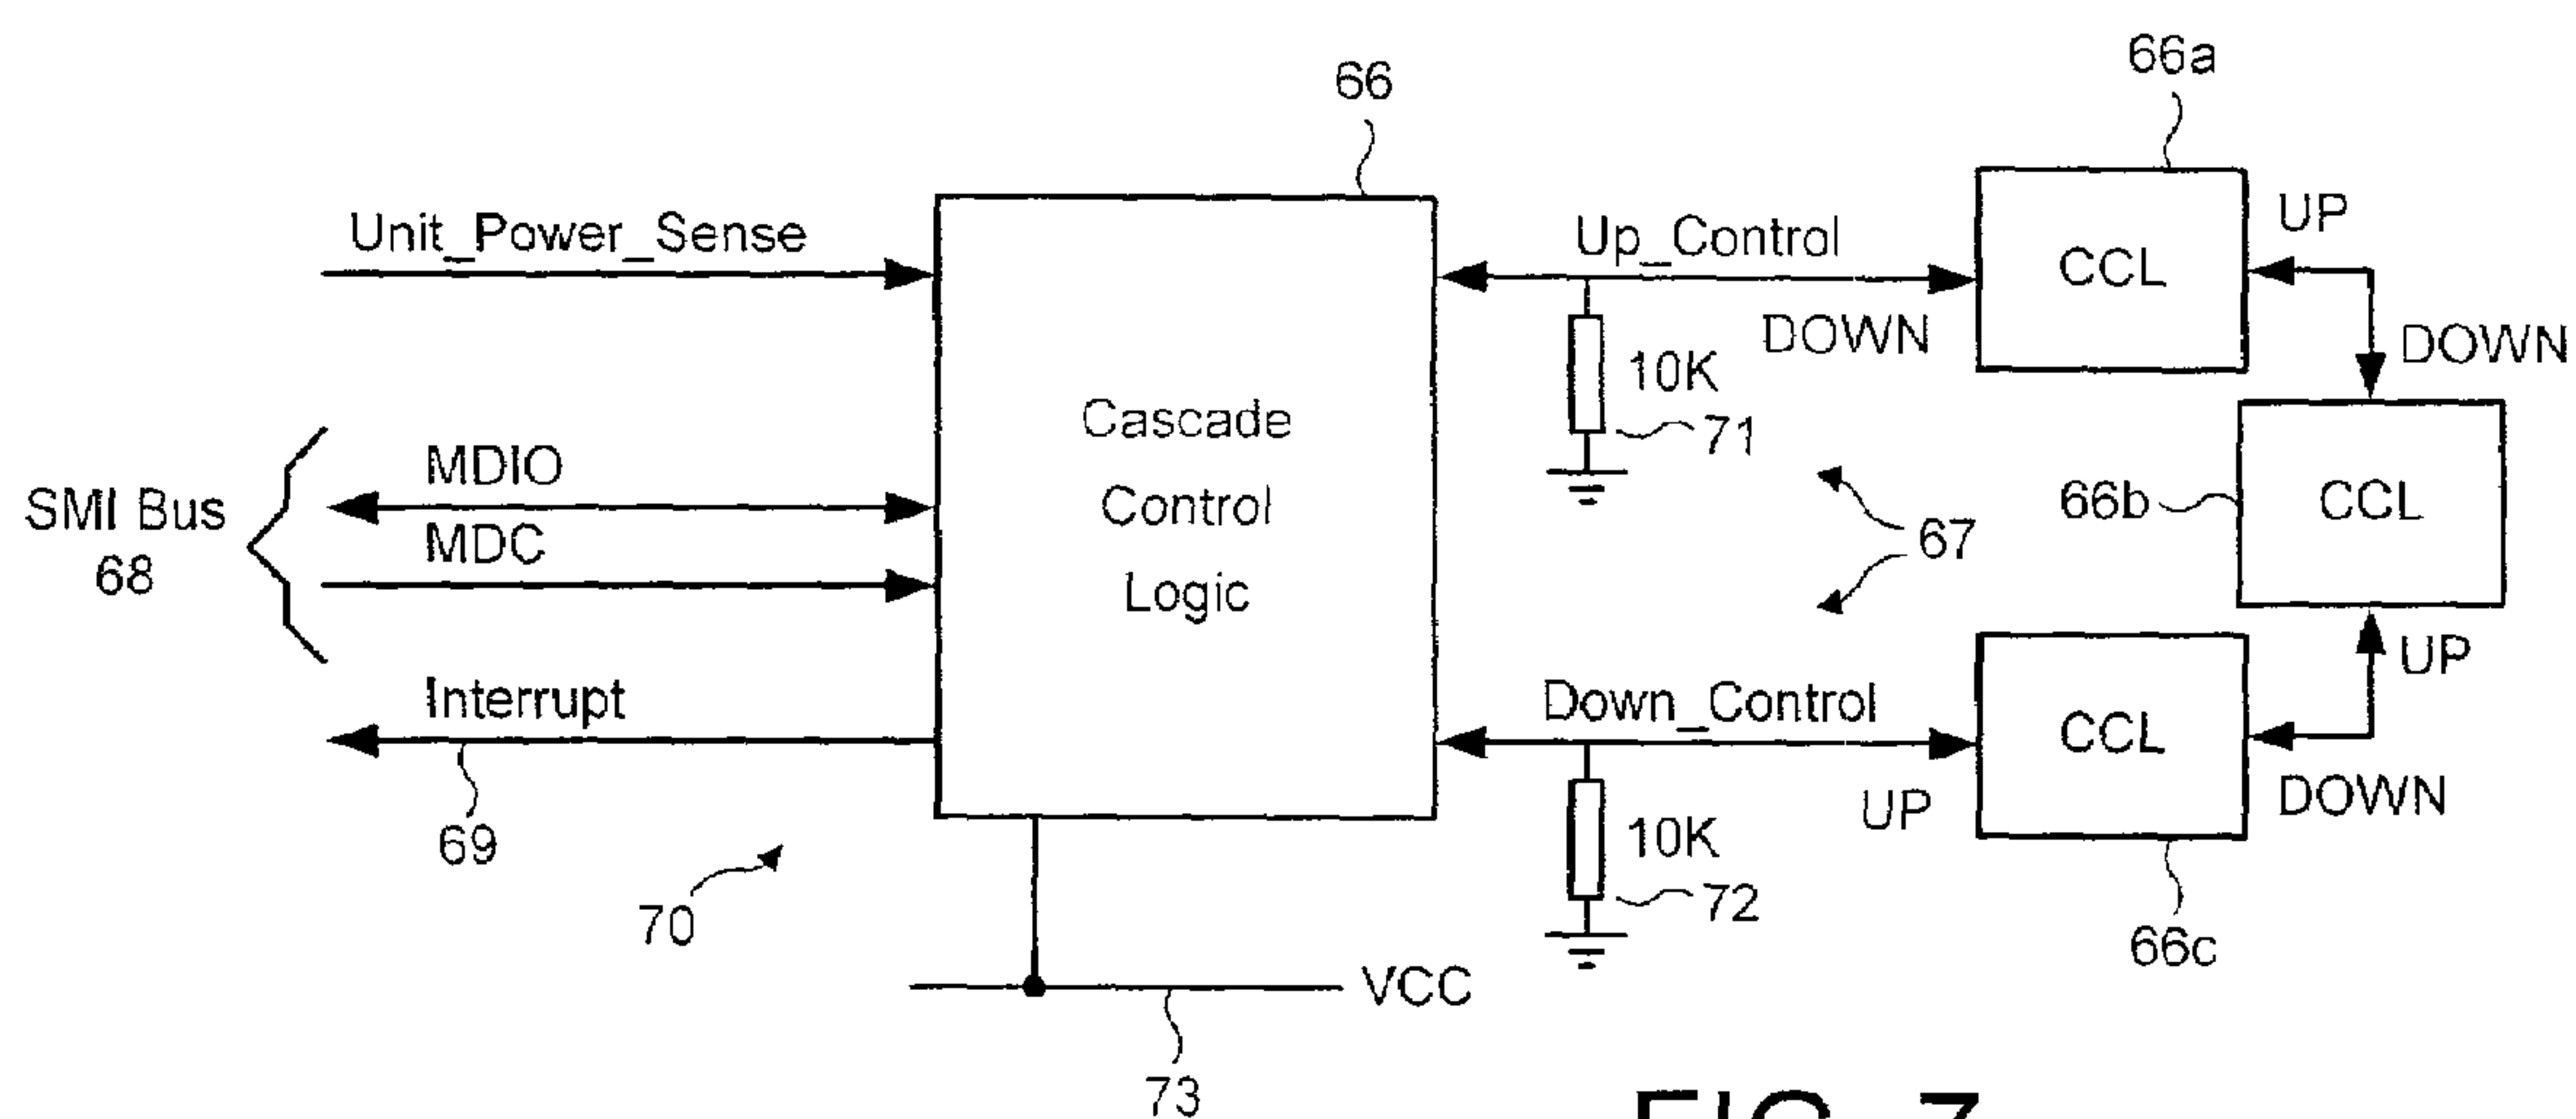 66
66a
Unit_Power_Sense
Up_Control
UP
CCL
DOWN
DOWN
10K
71
Cascade
Control
Logic
MDIO
SMI Bus
68
MDC
66b
CCL
67
UP
Interrupt
69
Down_Control
CCL
UP
DOWN
10K
72
70
66c
VCC
73